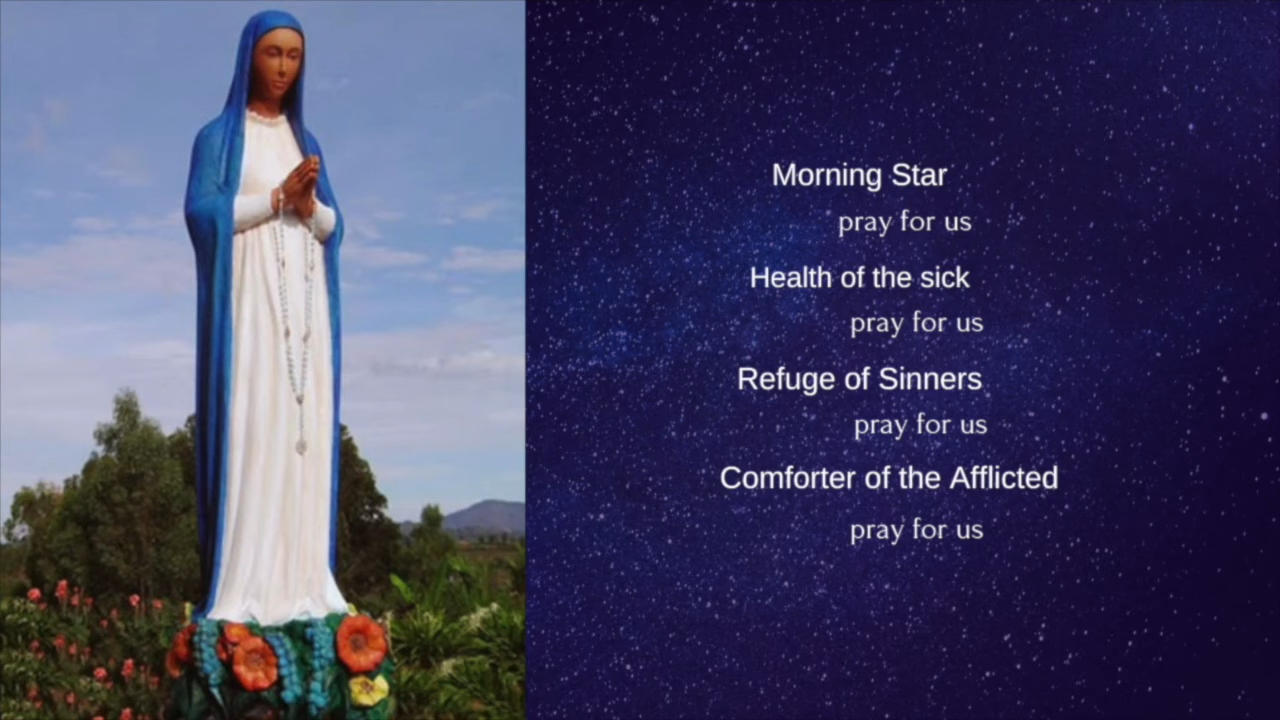 Morning Star
pray for us
Health of the sick
pray for us
Refuge of Sinners
pray for us
Comforter of the Afflicted
pray for us